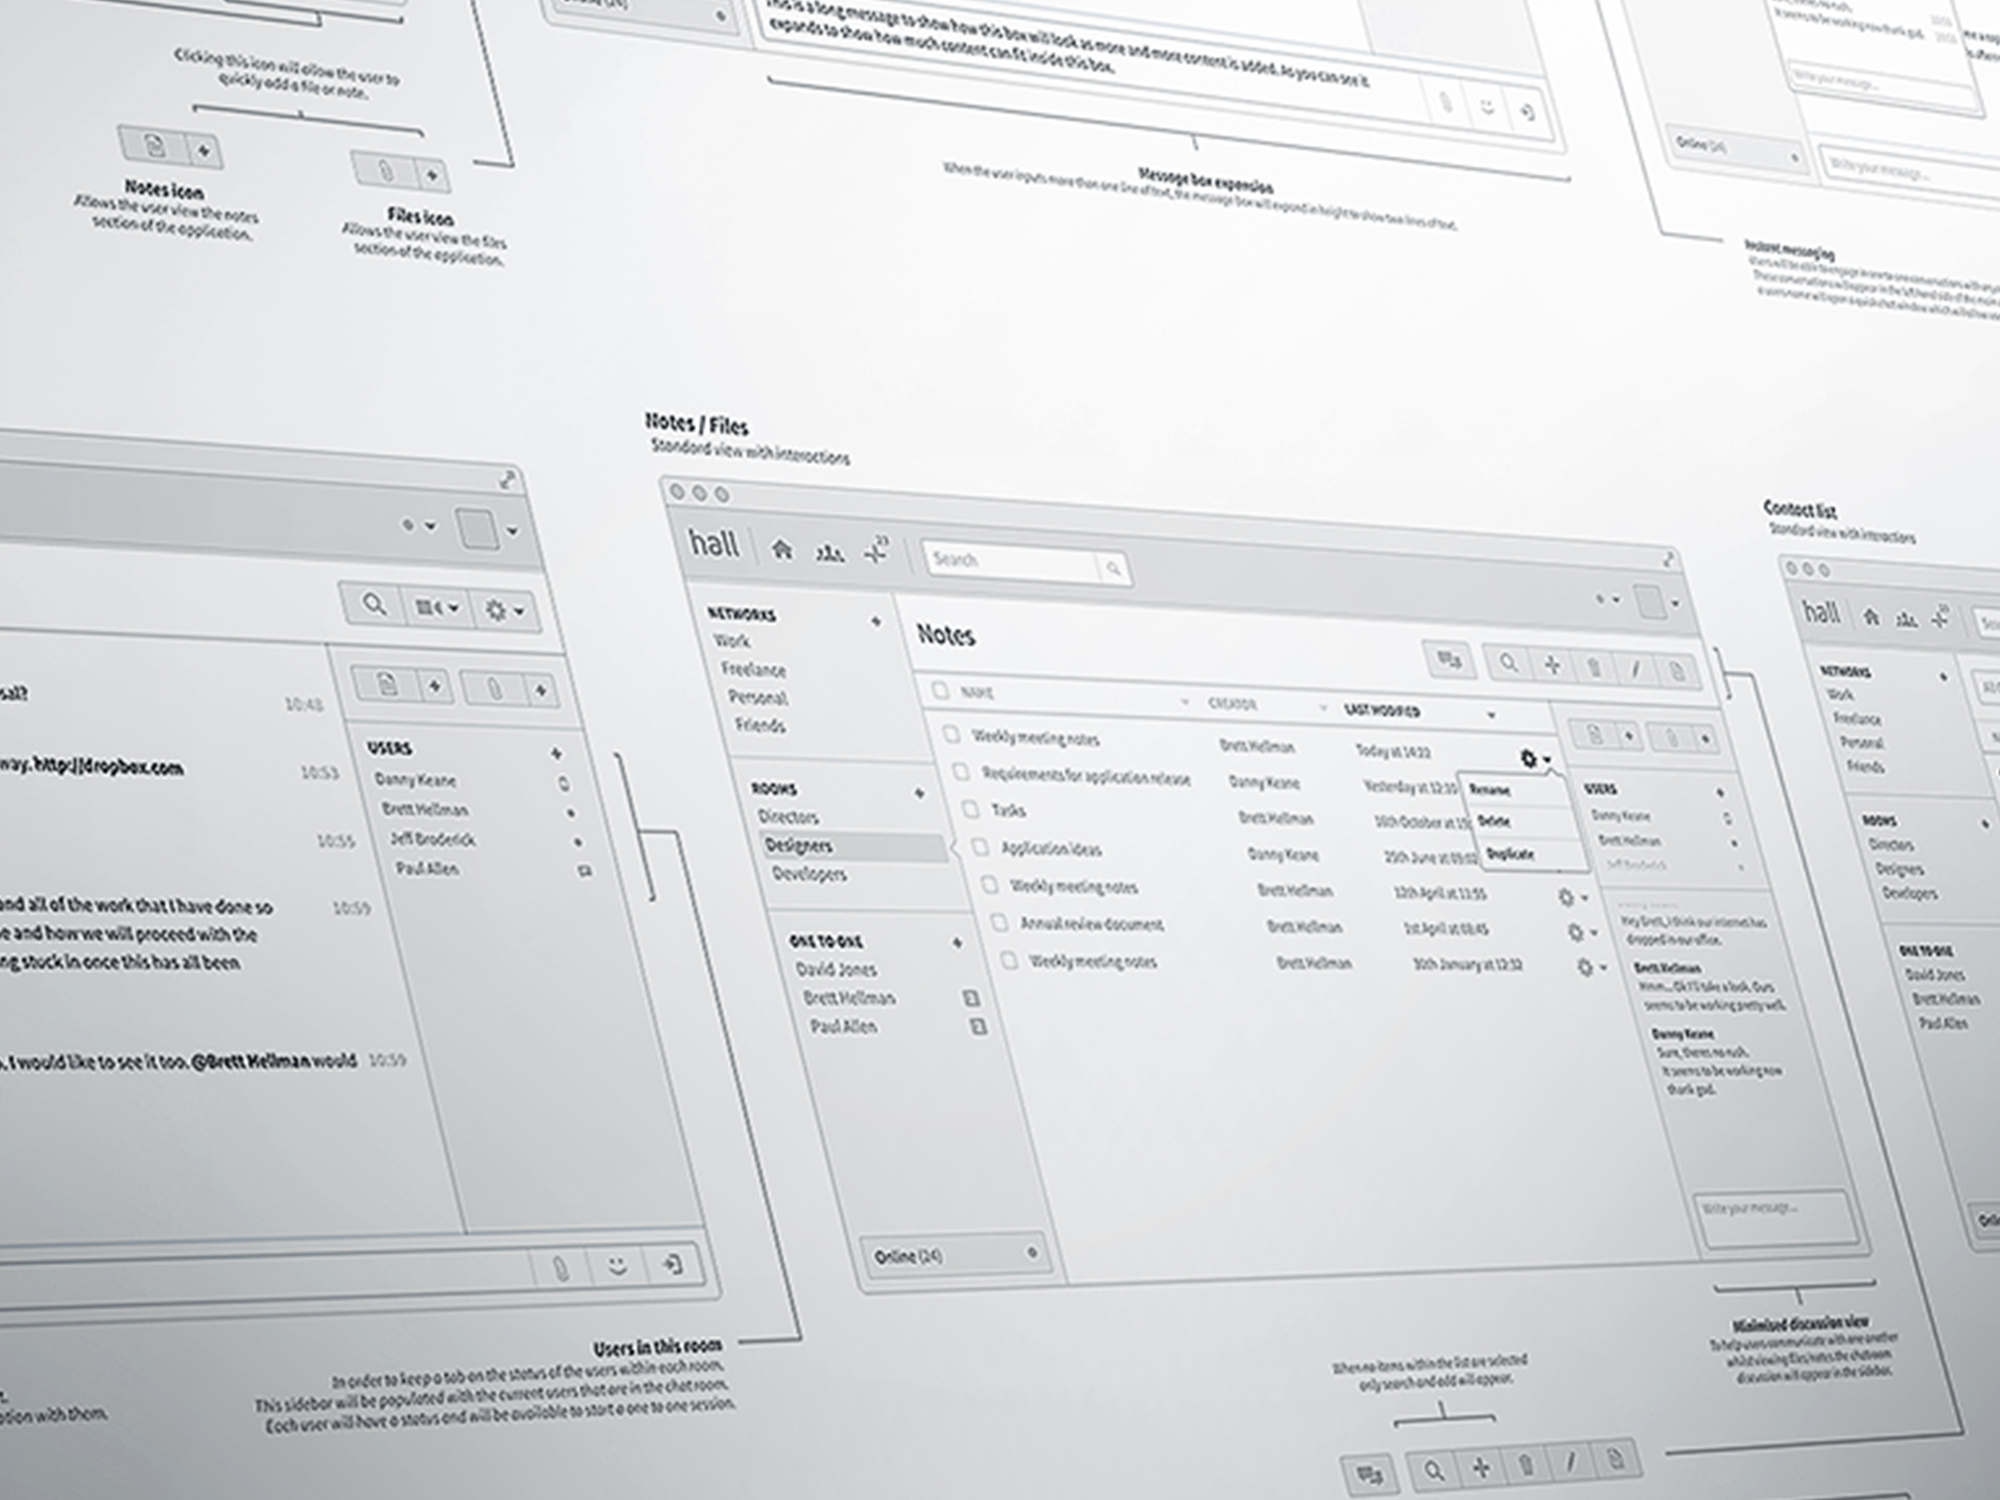 Online (24)
This is a long message to show how this box will look as more and more content is added. As you can see it
expands to show how much content can fit inside this box.
Clicking this icon will allow the user to
quickly add a file or note.
Notes icon
Allows the user view the notes
section of the application.
Files icon
Allows the user view the files
section of the application.
Message box expansion
When the user inputs more than one line of text, the message box will expand in height to show two lines of text.
It seems to be working now thank god.
Write your message...
Online (24)
Write your message...
Instant messaging
10:48
way. http://dropbox.com
10:53
10:55
and all of the work that I have done so
10:59
e and how we will proceed with the
ng stuck in once this has all been
. I would like to see it too. @Brett Hellman would
10:59
USERS
Danny Keane
Brett Hellman
Jeff Broderick
Paul Allen
Users in this room
In order to keep a tab on the status of the users within each room.
This sidebar will be populated with the current users that are in the chat room.
Each user will have a status and will be available to start a one to one session.
ption with them.
Notes / Files
Standard view with interactions
hall
23
Search
NETWORKS
Work
Freelance
Personal
Friends
ROOMS
Directors
Designers
Developers
ONE TO ONE
David Jones
Brett Hellman
Paul Allen
Online (24)
Notes
NAME CREATOR LAST MODIFIED
Weekly meeting notes Brett Hellman Today at 14:22
Requirements for application release Danny Keane Yesterday at 12:10
Tasks Brett Hellman 10th October at
Application ideas Danny Keane 25th June at 09:02
Weekly meeting notes Brett Hellman 12th April at 11:55
Annual review document Brett Hellman 1st April at 08:45
Weekly meeting notes Brett Hellman 30th January at 12:32
Rename
Delete
Duplicate
USERS
Danny Keane
Brett Hellman
Jeff Broderick
Hey Brett, I think our internet has
dropped in our office.
Brett Hellman
Hmm... Ok I'll take a look. Ours
seems to be working pretty well.
Danny Keane
Sure, theres no rush.
It seems to be working now
thank god.
Write your message...
Minimised discussion view
To help users communicate with one another
whilst viewing files/notes the chatroom
discussion will appear in the sidebar.
When no items within the list are selected
only search and add will appear.
Contact list
Standard view with interactions
hall
NETWORKS
Work
Freelance
Personal
Friends
ROOMS
Directors
Designers
Developers
ONE TO ONE
David Jones
Brett Hellman
Paul Allen